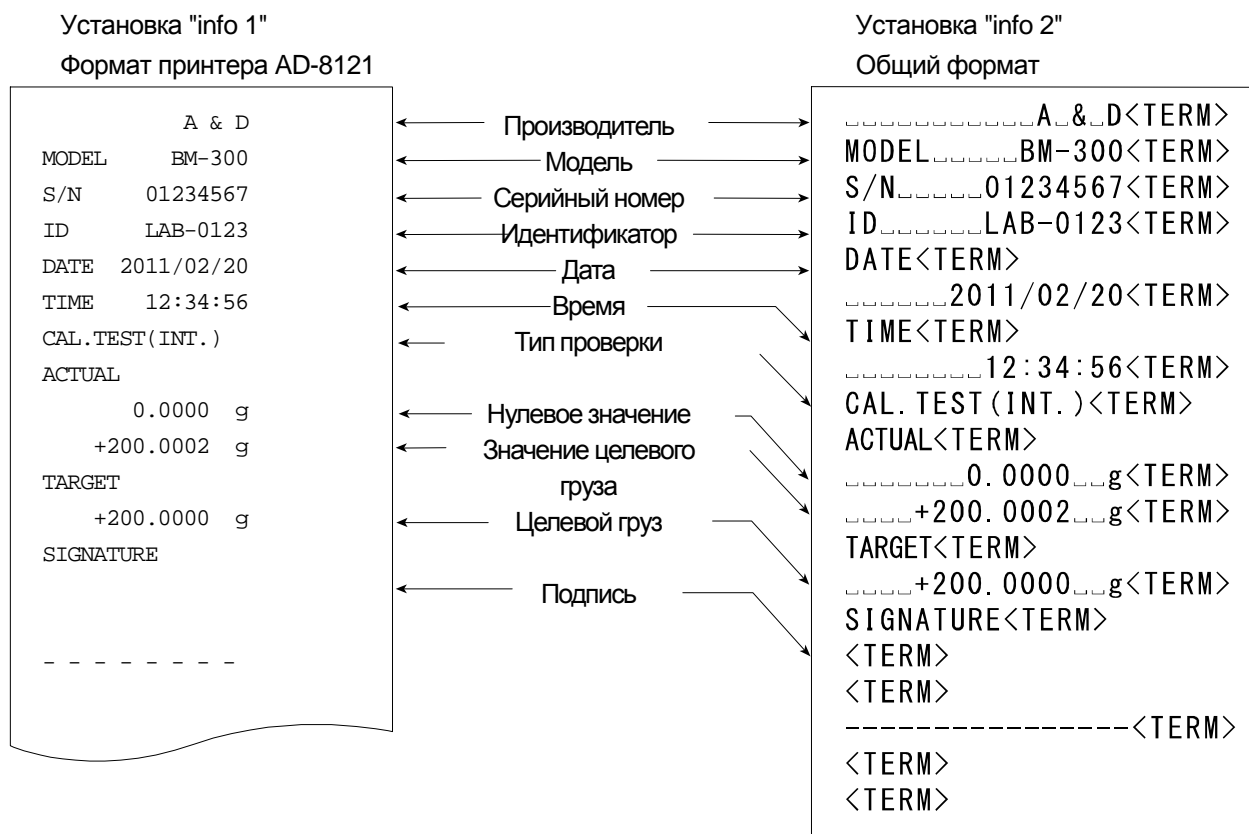 Установка "info 1"
Формат принтера AD-8121
A & D
MODEL BM-300
S/N 01234567
ID LAB-0123
DATE 2011/02/20
TIME 12:34:56
CAL.TEST(INT.)
ACTUAL
0.0000 g
+200.0002 g
TARGET
+200.0000 g
SIGNATURE
- - - - - - - -
Производитель
Модель
Серийный номер
Идентификатор
Дата
Время
Тип проверки
Нулевое значение
Значение целевого
груза
Целевой груз
Подпись
Установка "info 2"
Общий формат
␣␣␣␣␣␣␣␣␣␣␣A␣&␣D<TERM>
MODEL␣␣␣␣␣BM-300<TERM>
S/N␣␣␣␣␣01234567<TERM>
ID␣␣␣␣␣␣LAB-0123<TERM>
DATE<TERM>
␣␣␣␣␣␣2011/02/20<TERM>
TIME<TERM>
␣␣␣␣␣␣␣␣12:34:56<TERM>
CAL.TEST(INT.)<TERM>
ACTUAL<TERM>
␣␣␣␣␣␣␣0.0000␣␣g<TERM>
␣␣␣␣+200.0002␣␣g<TERM>
TARGET<TERM>
␣␣␣␣+200.0000␣␣g<TERM>
SIGNATURE<TERM>
<TERM>
<TERM>
----------------<TERM>
<TERM>
<TERM>